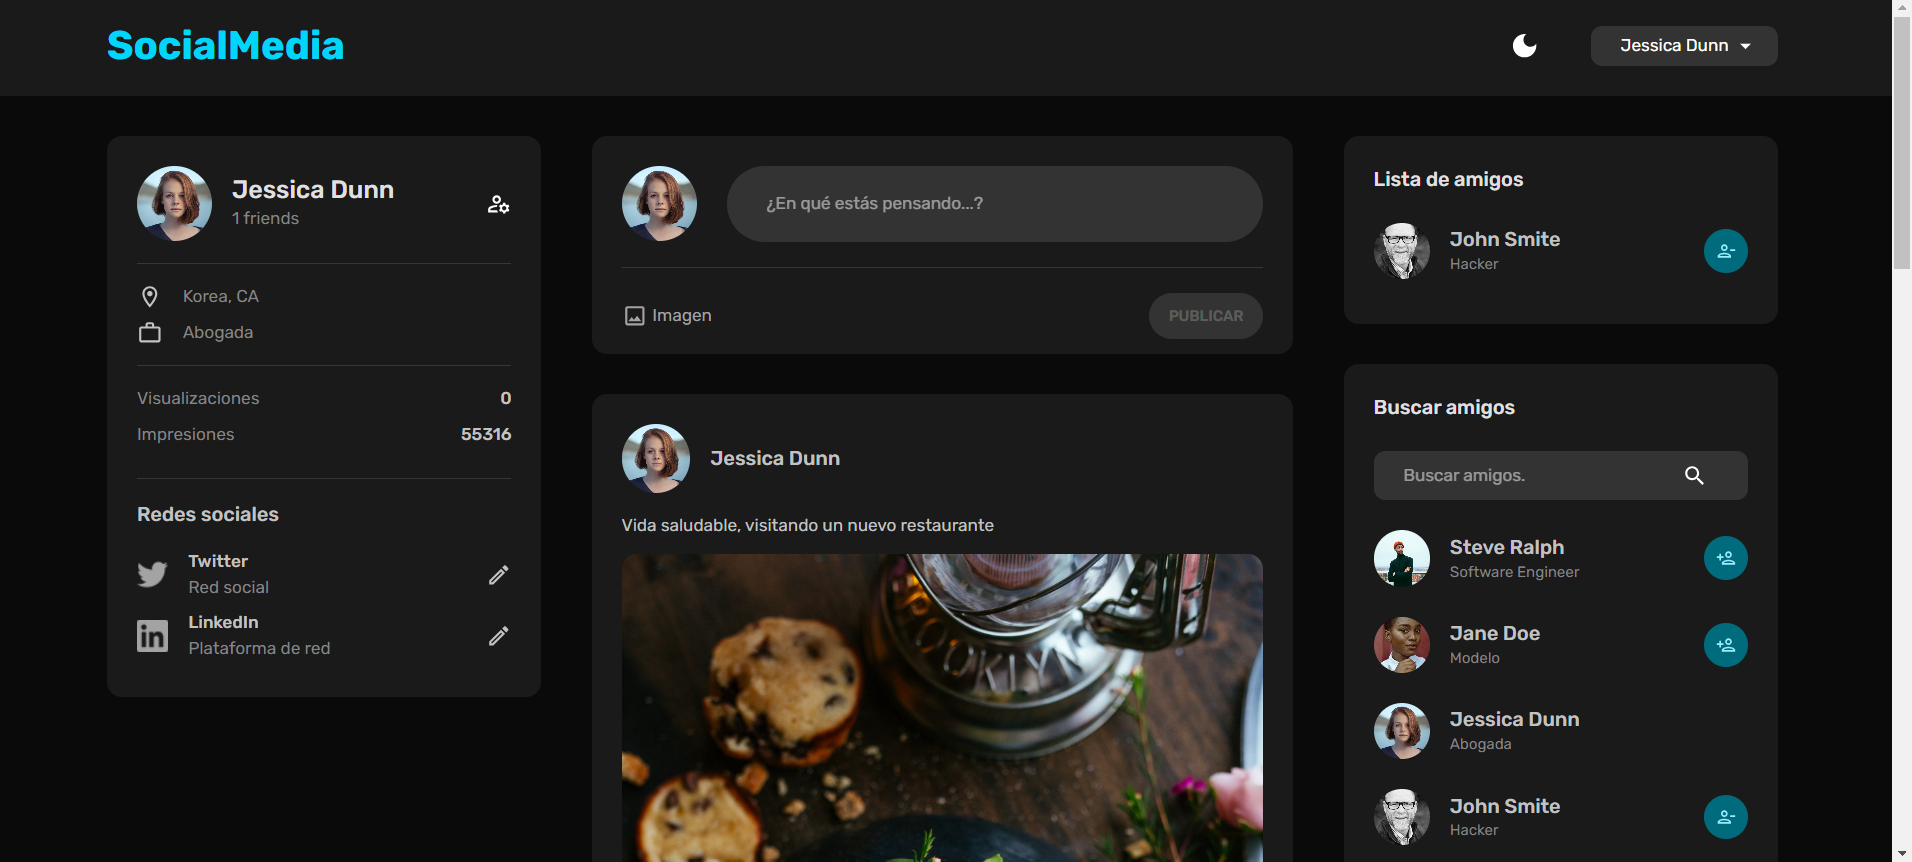 SocialMedia
Jessica Dunn
Jessica Dunn
1 friends
Korea, CA
Abogada
Visualizaciones 0
Impresiones 55316
Redes sociales
Twitter
Red social
LinkedIn
Plataforma de red
¿En qué estás pensando...?
Imagen
PUBLICAR
Jessica Dunn
Vida saludable, visitando un nuevo restaurante
Lista de amigos
John Smite
Hacker
Buscar amigos
Buscar amigos.
Steve Ralph
Software Engineer
Jane Doe
Modelo
Jessica Dunn
Abogada
John Smite
Hacker